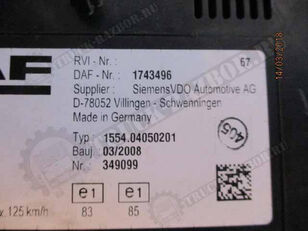 RVI - Nr. :
67
DAF - Nr. : 1743496
Supplier : SiemensVDO Automotive AG
D-78052 Villingen - Schwenningen
Made in Germany
AF
Typ : 1554.04050201
Bauj : 03/2008
Nr. : 349099
405
e1 e1
x. 125 km/h 83 85
14/03/2018